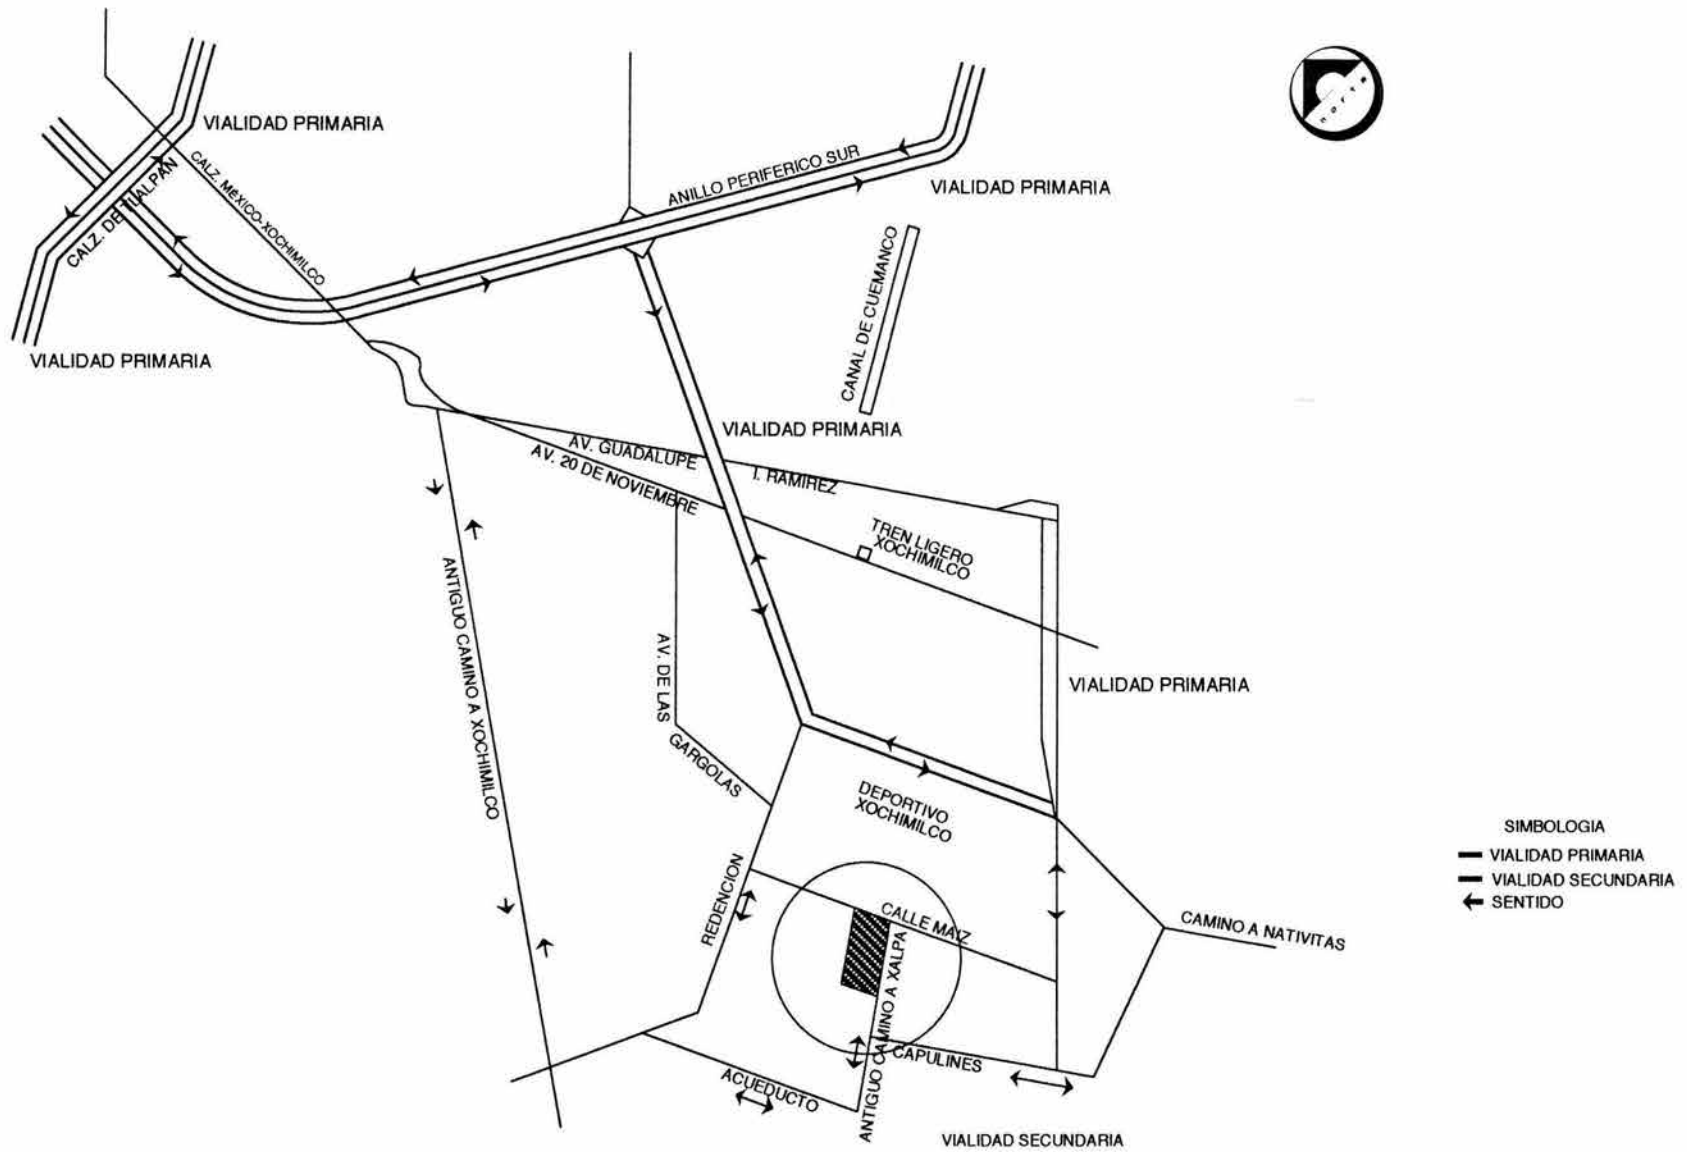 VIALIDAD PRIMARIA
CALZ. MÉXICO-XOCHIMILCO
CALZ. DE TLALPAN
VIALIDAD PRIMARIA
ANILLO PERIFERICO SUR
VIALIDAD PRIMARIA
NORTE
CANAL DE CUEMANCO
VIALIDAD PRIMARIA
AV. GUADALUPE
I. RAMIREZ
AV. 20 DE NOVIEMBRE
TREN LIGERO
XOCHIMILCO
ANTIGUO CAMINO A XOCHIMILCO
AV. DE LAS
GARGOLAS
VIALIDAD PRIMARIA
DEPORTIVO
XOCHIMILCO
REDENCION
CALLE MAIZ
ANTIGUO CAMINO A XALPA
CAMINO A NATIVITAS
CAPULINES
ACUEDUCTO
VIALIDAD SECUNDARIA
SIMBOLOGIA
VIALIDAD PRIMARIA
VIALIDAD SECUNDARIA
SENTIDO